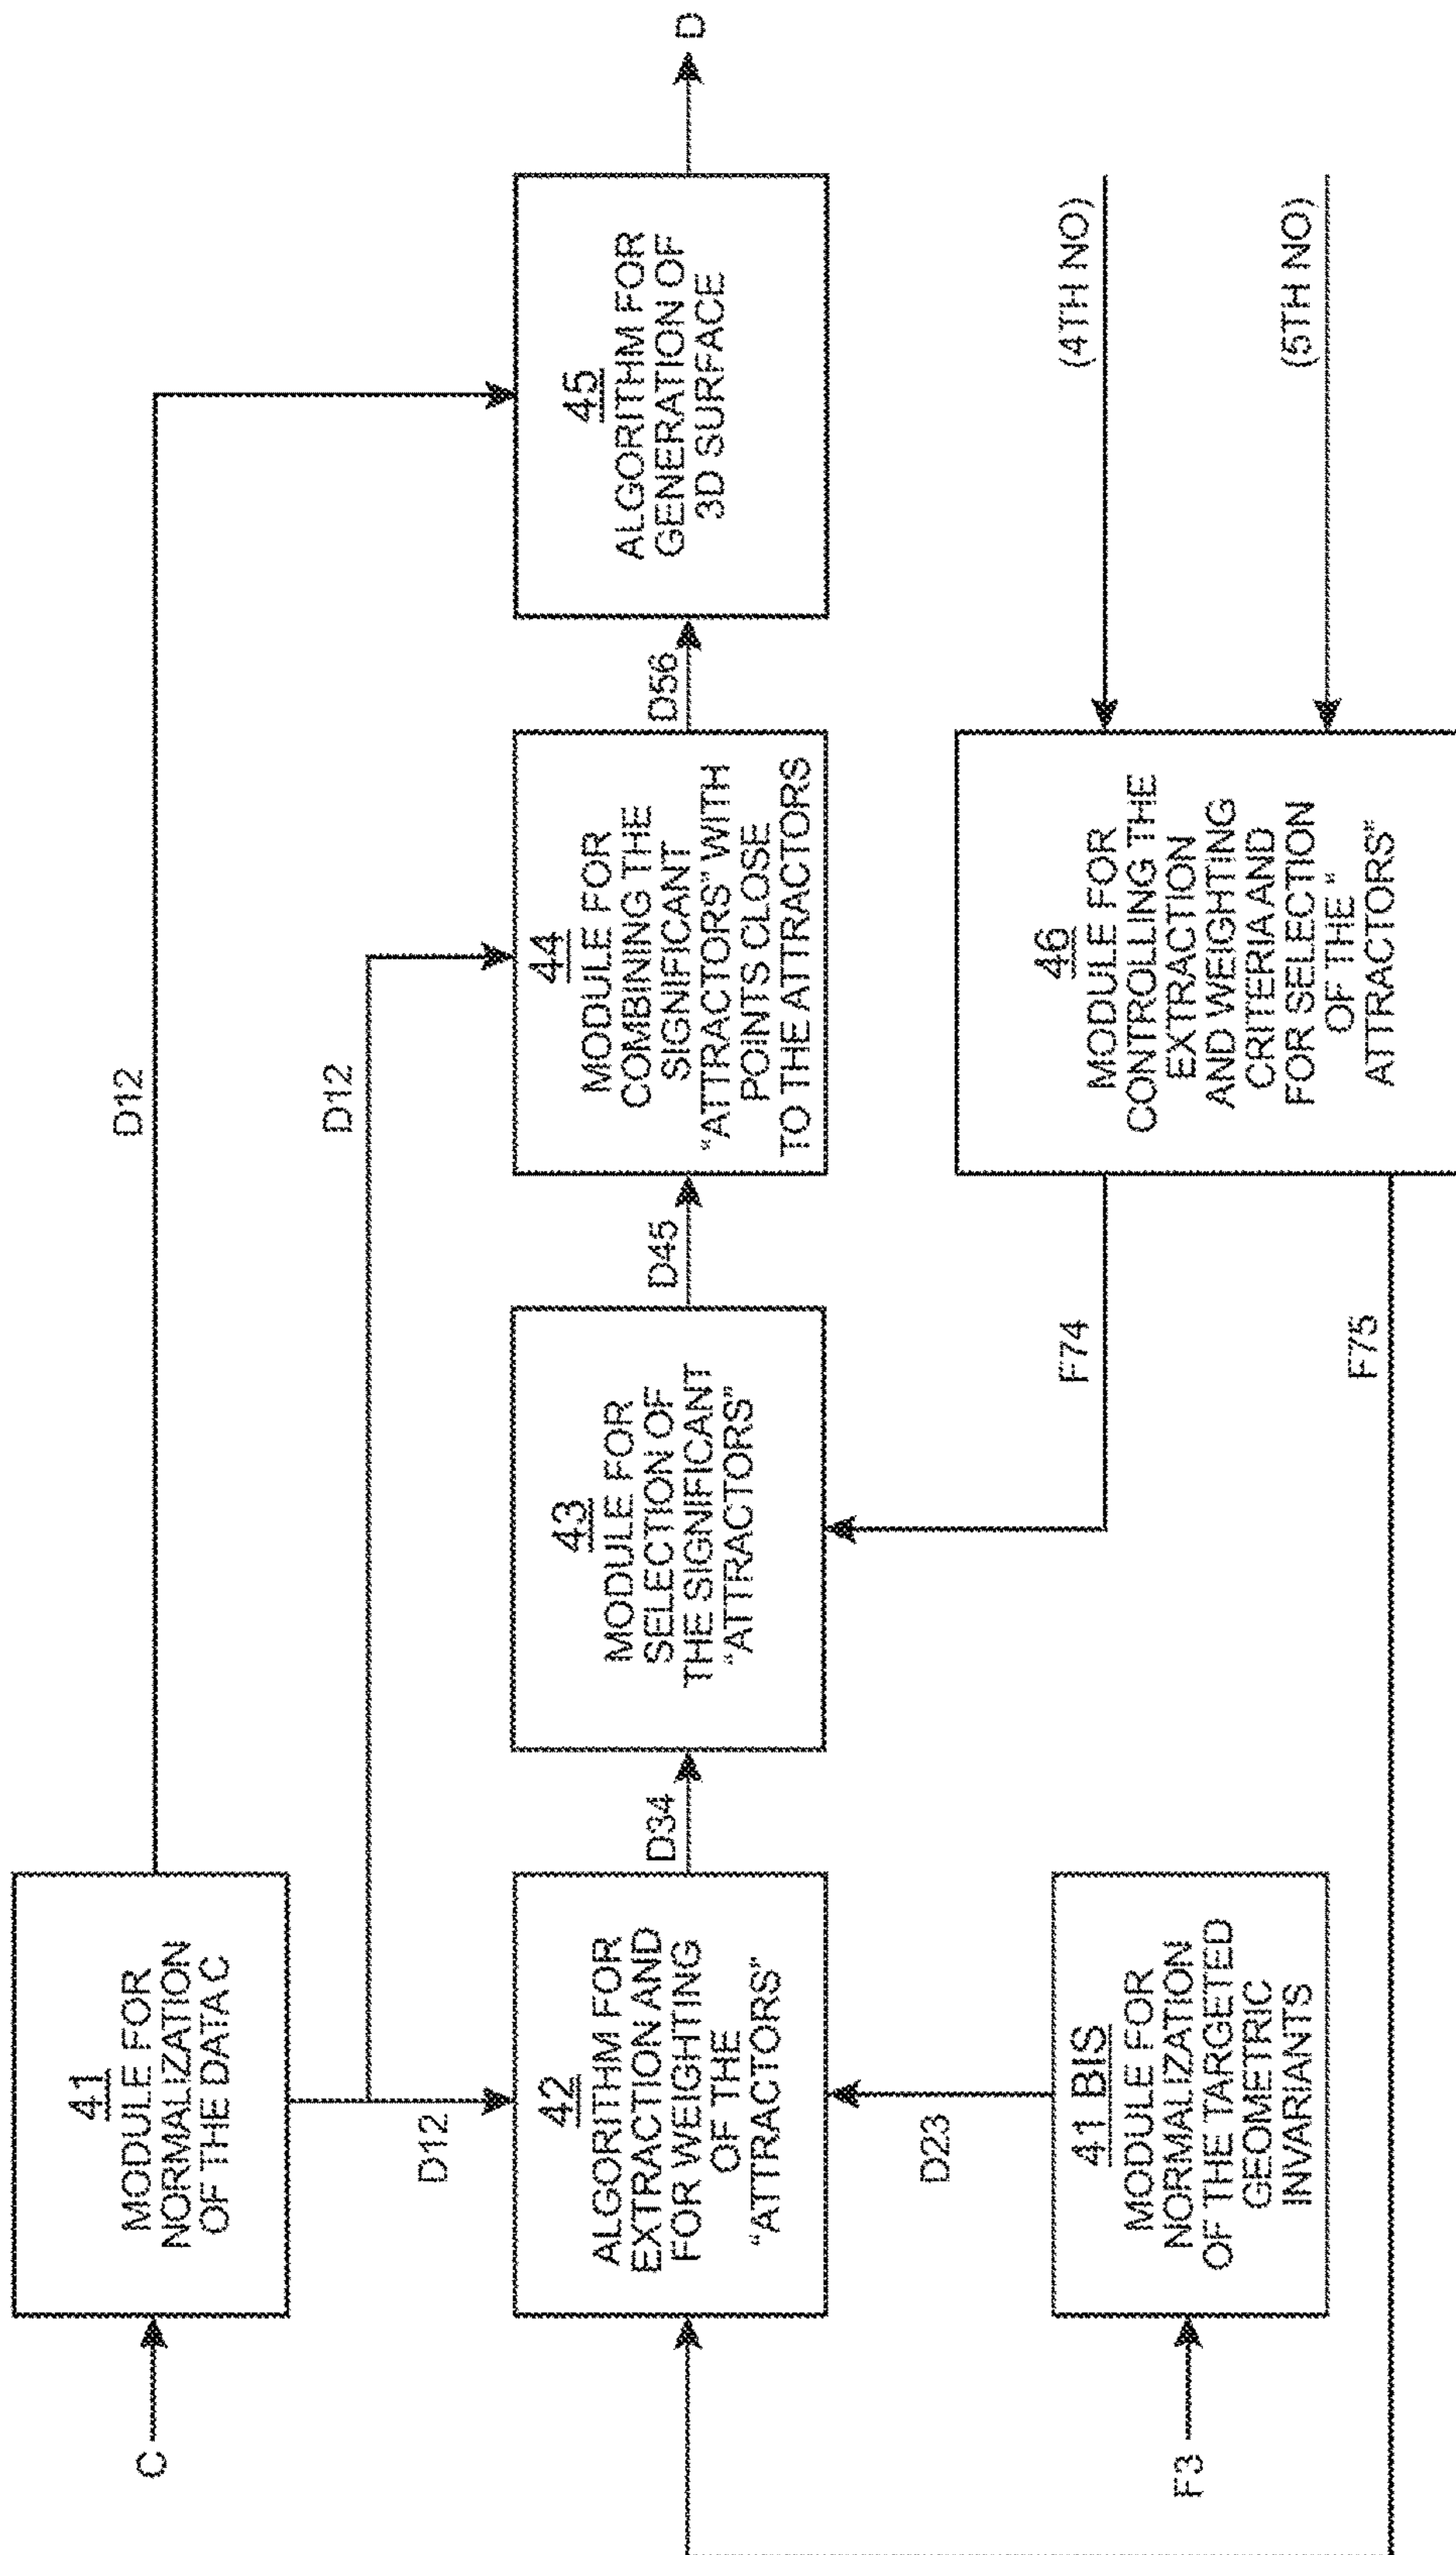 C
41
MODULE FOR
NORMALIZATION
OF THE DATA C
D12
D12
D12
42
ALGORITHM FOR
EXTRACTION AND
FOR WEIGHTING
OF THE
“ATTRACTORS”
D34
43
MODULE FOR
SELECTION OF
THE SIGNIFICANT
“ATTRACTORS”
D45
44
MODULE FOR
COMBINING THE
SIGNIFICANT
“ATTRACTORS” WITH
POINTS CLOSE
TO THE ATTRACTORS
D56
45
ALGORITHM FOR
GENERATION OF
3D SURFACE
D
D23
F3
41 BIS
MODULE FOR
NORMALIZATION
OF THE TARGETED
GEOMETRIC
INVARIANTS
F74
F75
46
MODULE FOR
CONTROLLING THE
EXTRACTION
AND WEIGHTING
CRITERIA AND
FOR SELECTION
OF THE “
ATTRACTORS”
(4TH NO)
(5TH NO)